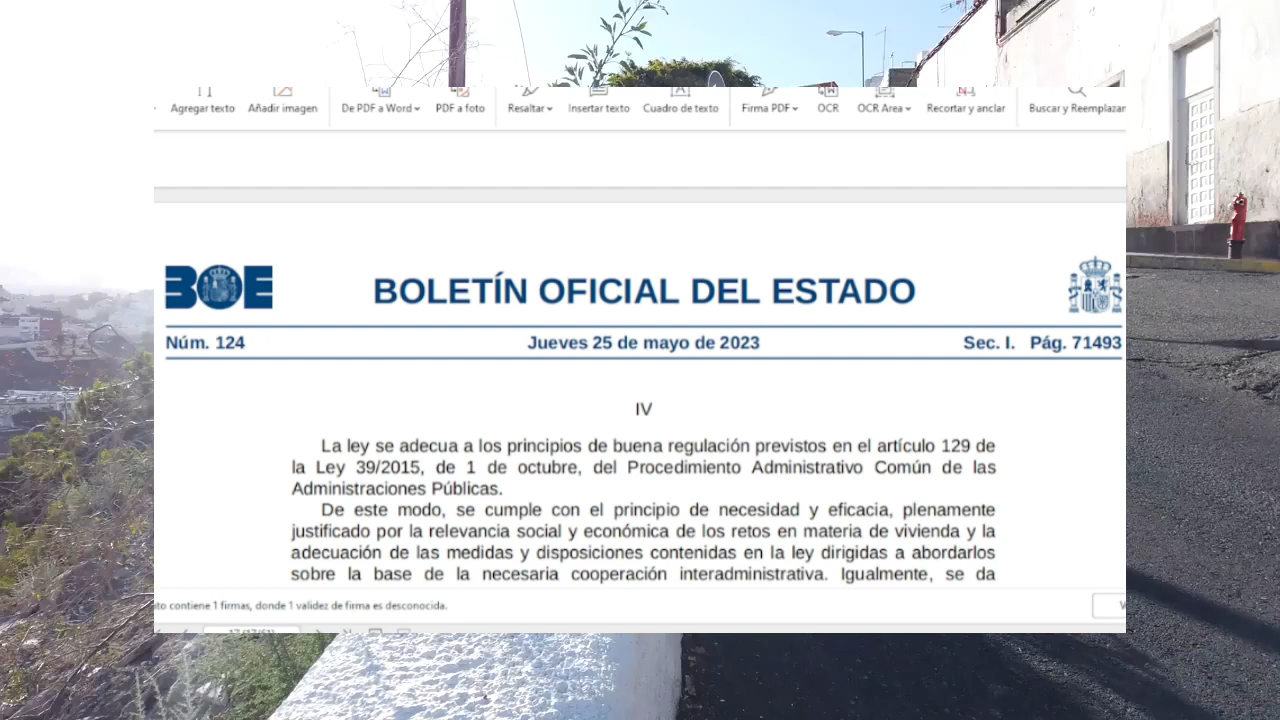 Agregar texto Añadir imagen De PDF a Word PDF a foto Resaltar Insertar texto Cuadro de texto Firma PDF OCR OCR Area Recortar y anclar Buscar y Reemplazar
BOE BOLETÍN OFICIAL DEL ESTADO
Núm. 124 Jueves 25 de mayo de 2023 Sec. I. Pág. 71493
IV
La ley se adecua a los principios de buena regulación previstos en el artículo 129 de
la Ley 39/2015, de 1 de octubre, del Procedimiento Administrativo Común de las
Administraciones Públicas.
De este modo, se cumple con el principio de necesidad y eficacia, plenamente
justificado por la relevancia social y económica de los retos en materia de vivienda y la
adecuación de las medidas y disposiciones contenidas en la ley dirigidas a abordarlos
sobre la base de la necesaria cooperación interadministrativa. Igualmente, se da
contiene 1 firmas, donde 1 validez de firma es desconocida.